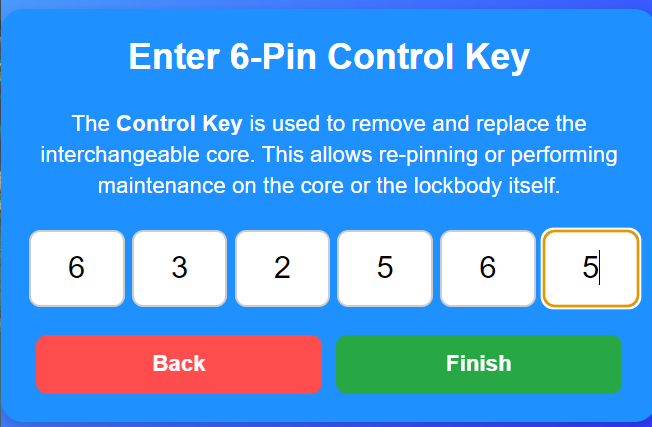 Enter 6-Pin Control Key
The Control Key is used to remove and replace the
interchangeable core. This allows re-pinning or performing
maintenance on the core or the lockbody itself.
6 3 2 5 6 5
Back Finish